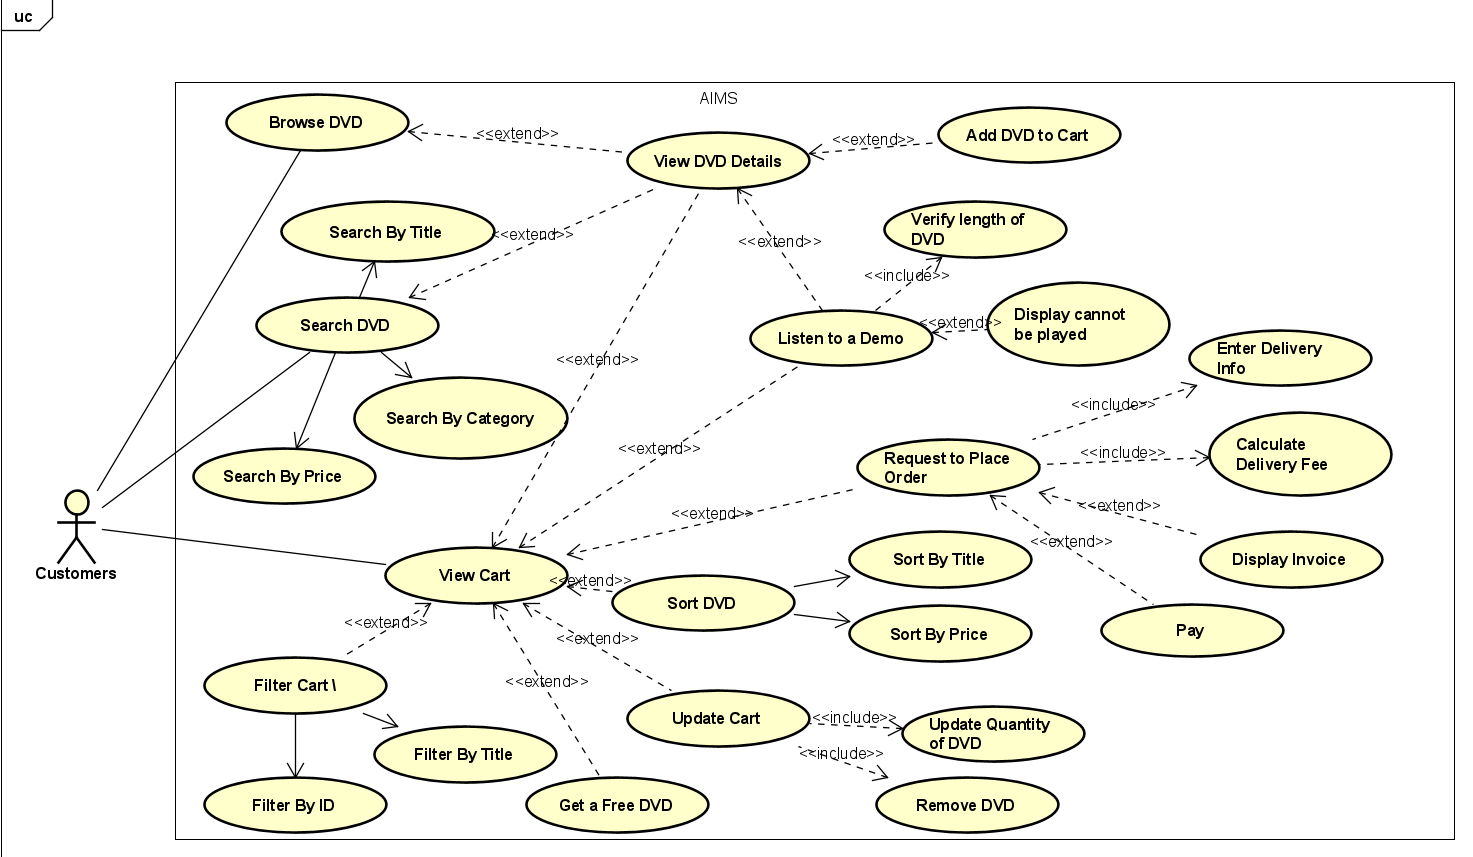 uc
AIMS
Browse DVD
<<extend>>
View DVD Details
<<extend>>
Add DVD to Cart
Search By Title
<<extend>>
<<extend>>
Verify length of
DVD
<<include>>
Search DVD
Listen to a Demo
<<extend>>
Display cannot
be played
<<extend>>
Enter Delivery
Info
<<include>>
Search By Category
<<extend>>
Request to Place
Order
<<include>>
Calculate
Delivery Fee
Search By Price
<<extend>>
<<extend>>
<<extend>>
Display Invoice
Customers
View Cart
<<extend>>
Sort DVD
Sort By Title
Sort By Price
Pay
<<extend>>
<<extend>>
<<extend>>
Filter Cart \
Update Cart
<<include>>
Update Quantity
of DVD
<<include>>
Filter By Title
Filter By ID
Get a Free DVD
Remove DVD